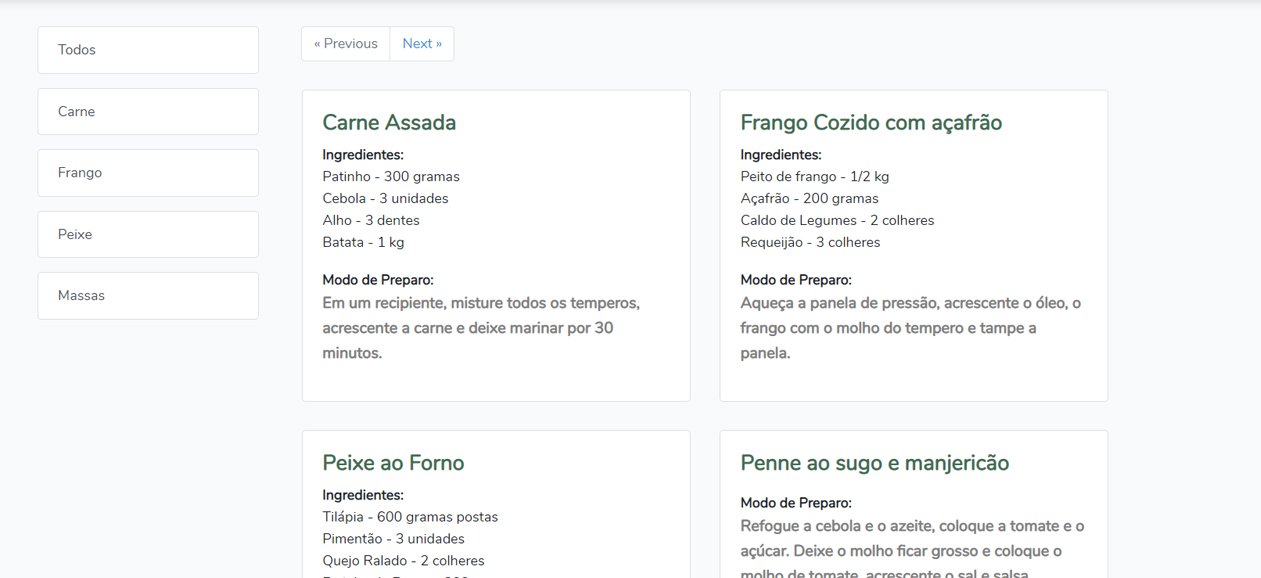 Todos
Carne
Frango
Peixe
Massas
« Previous
Next »
Carne Assada
Ingredientes:
Patinho - 300 gramas
Cebola - 3 unidades
Alho - 3 dentes
Batata - 1 kg
Modo de Preparo:
Em um recipiente, misture todos os temperos,
acrescente a carne e deixe marinar por 30
minutos.
Frango Cozido com açafrão
Ingredientes:
Peito de frango - 1/2 kg
Açafrão - 200 gramas
Caldo de Legumes - 2 colheres
Requeijão - 3 colheres
Modo de Preparo:
Aqueça a panela de pressão, acrescente o óleo, o
frango com o molho do tempero e tampe a
panela.
Peixe ao Forno
Ingredientes:
Tilápia - 600 gramas postas
Pimentão - 3 unidades
Quejo Ralado - 2 colheres
Penne ao sugo e manjericão
Modo de Preparo:
Refogue a cebola e o azeite, coloque a tomate e o
açúcar. Deixe o molho ficar grosso e coloque o
molho de tomate, acrescente o sal e salsa